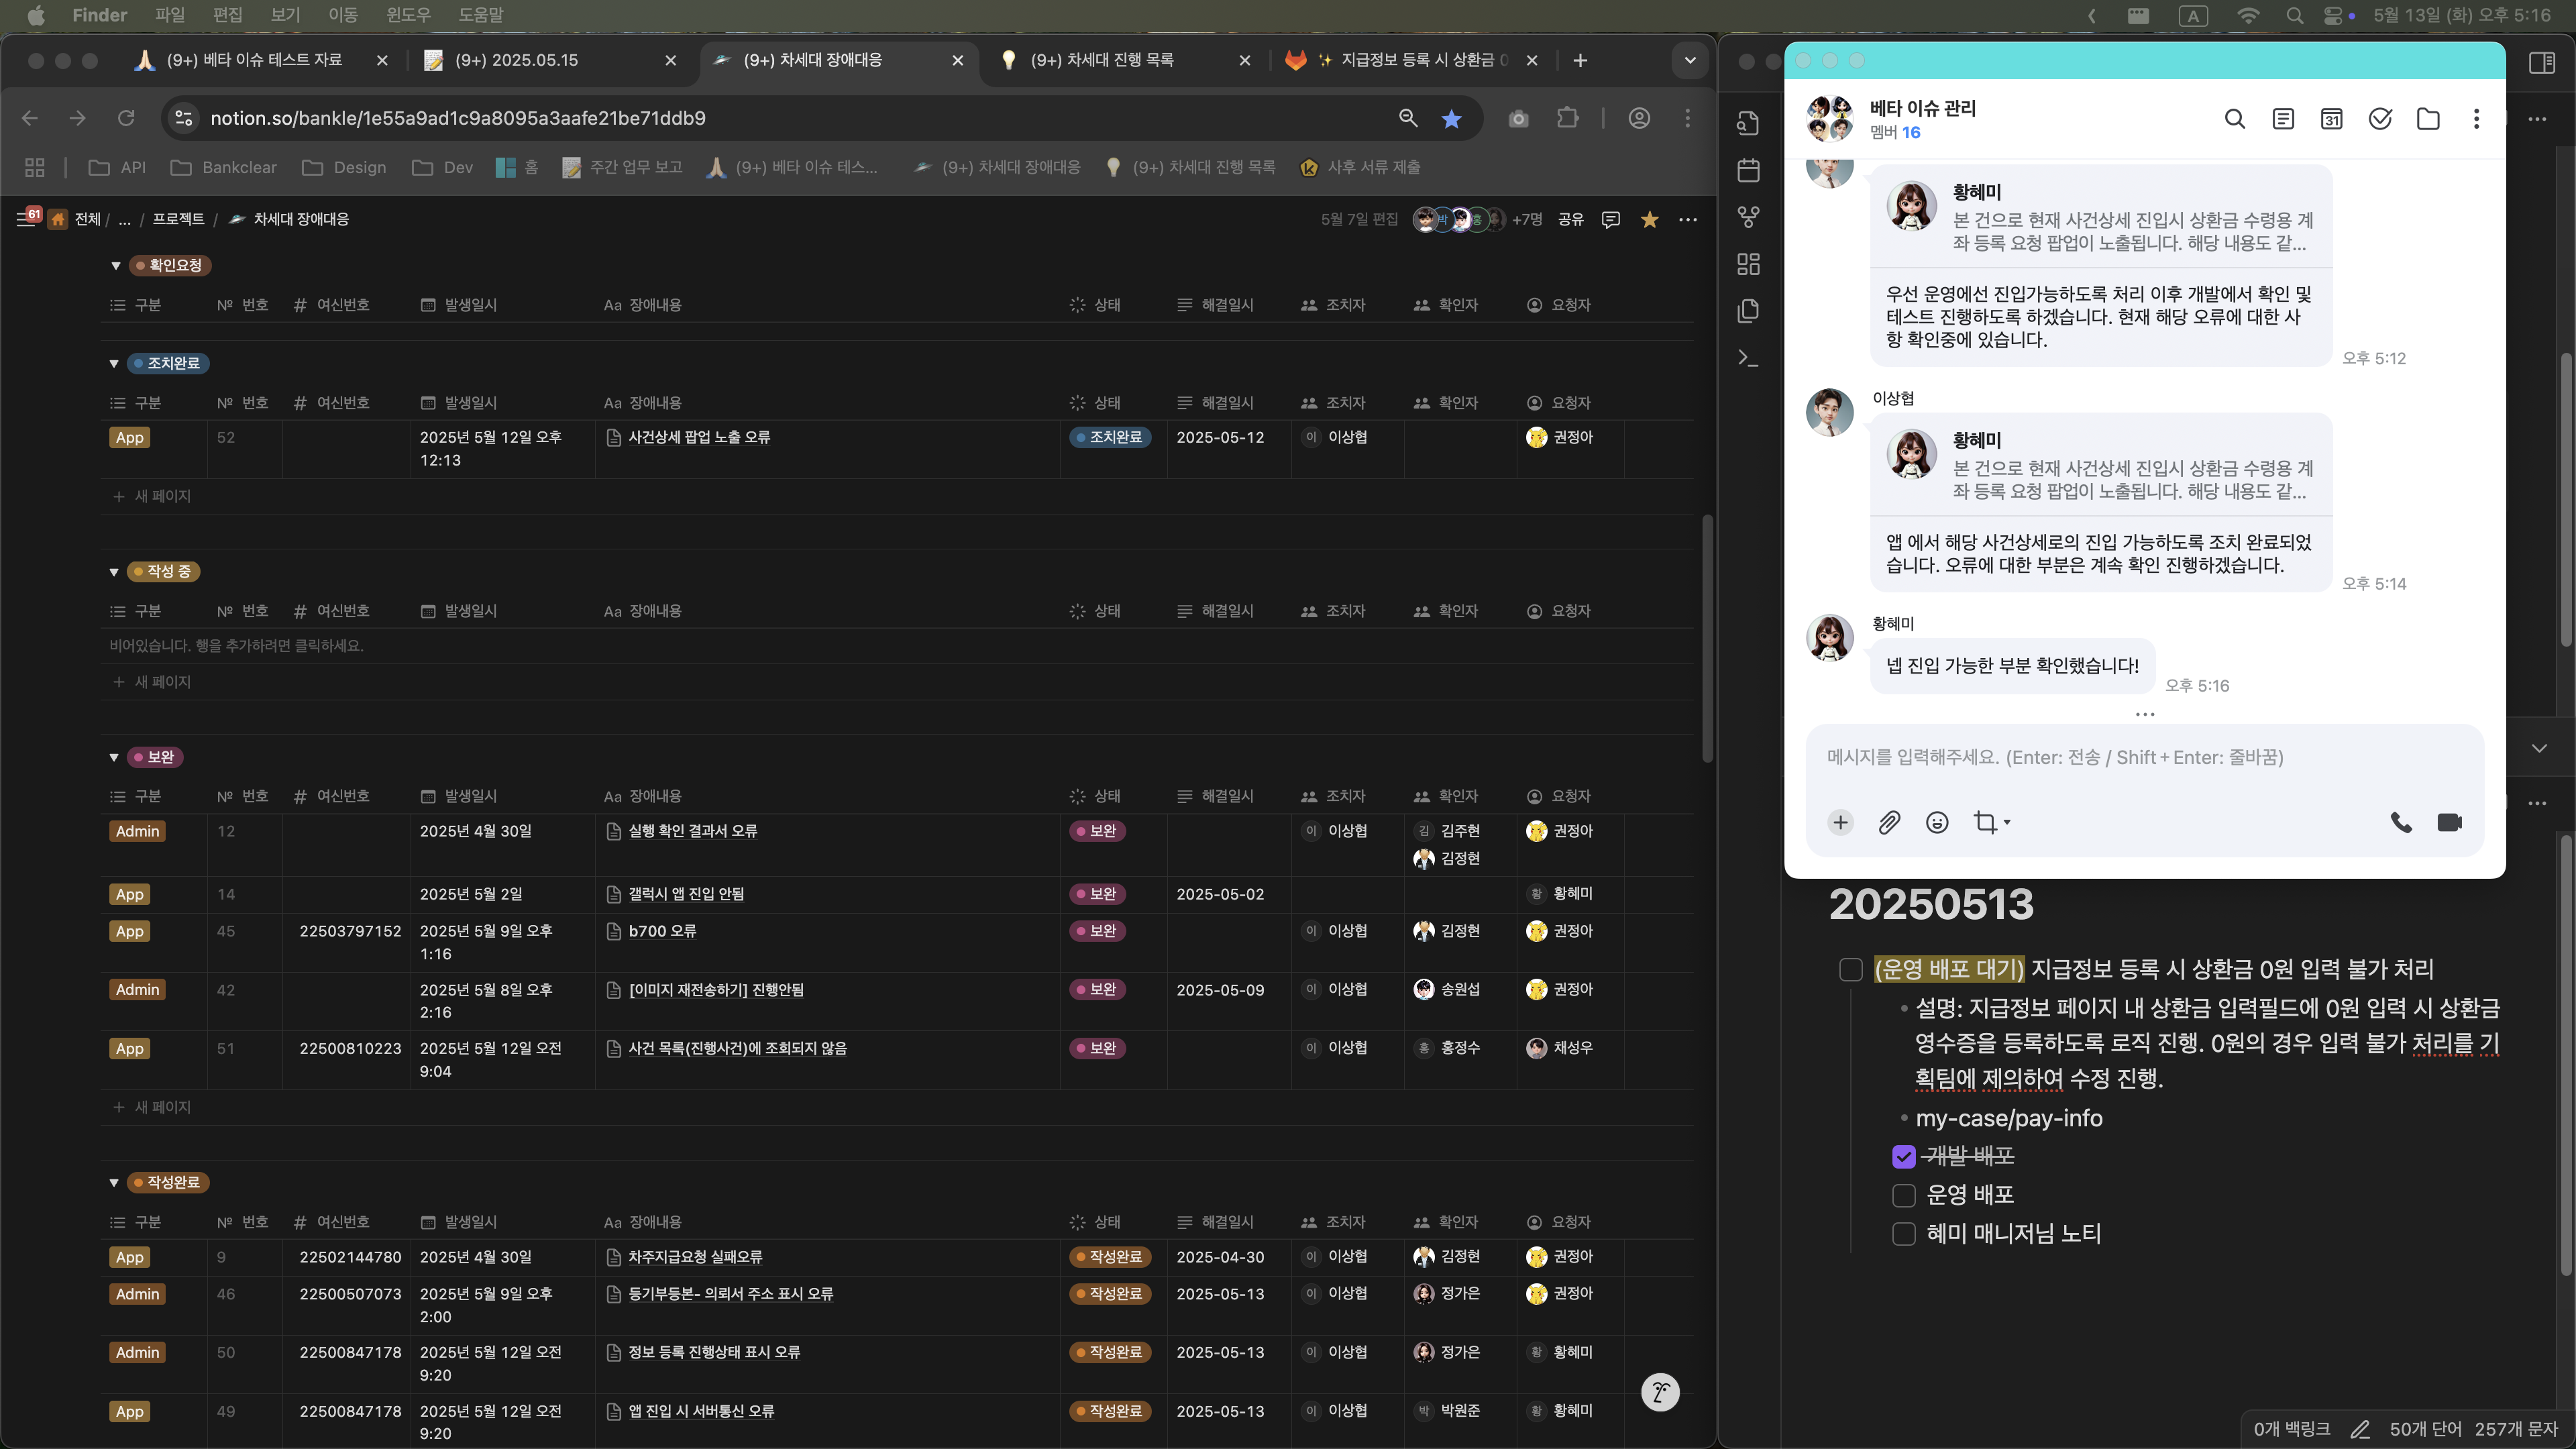 Finder 파일 편집 보기 이동 윈도우 도움말
A 5월 13일 (화) 오후 5:16
(9+) 베타 이슈 테스트 자료
(9+) 2025.05.15
(9+) 차세대 장애대응
(9+) 차세대 진행 목록
✨ 지급정보 등록 시 상환금 0
notion.so/bankle/1e55a9ad1c9a8095a3aafe21be71ddb9
API Bankclear Design Dev 홈 주간 업무 보고 (9+) 베타 이슈 테스... (9+) 차세대 장애대응 (9+) 차세대 진행 목록 사후 서류 제출
61 전체 / ... / 프로젝트 / 차세대 장애대응
5월 7일 편집 박 홍 +7명 공유
확인요청
구분 번호 여신번호 발생일시 장애내용 상태 해결일시 조치자 확인자 요청자
조치완료
구분 번호 여신번호 발생일시 장애내용 상태 해결일시 조치자 확인자 요청자
App 52 2025년 5월 12일 오후 사건상세 팝업 노출 오류 조치완료 2025-05-12 이 이상협 권정아
12:13
+ 새 페이지
작성 중
구분 번호 여신번호 발생일시 장애내용 상태 해결일시 조치자 확인자 요청자
비어있습니다. 행을 추가하려면 클릭하세요.
+ 새 페이지
보완
구분 번호 여신번호 발생일시 장애내용 상태 해결일시 조치자 확인자 요청자
Admin 12 2025년 4월 30일 실행 확인 결과서 오류 보완 이 이상협 김 김주현 권정아
김정현
App 14 2025년 5월 2일 갤럭시 앱 진입 안됨 보완 2025-05-02 황 황혜미
App 45 22503797152 2025년 5월 9일 오후 b700 오류 보완 이 이상협 김정현 권정아
1:16
Admin 42 2025년 5월 8일 오후 [이미지 재전송하기] 진행안됨 보완 2025-05-09 이 이상협 송원섭 권정아
2:16
App 51 22500810223 2025년 5월 12일 오전 사건 목록(진행사건)에 조회되지 않음 보완 이 이상협 홍 홍정수 채성우
9:04
+ 새 페이지
작성완료
구분 번호 여신번호 발생일시 장애내용 상태 해결일시 조치자 확인자 요청자
App 9 22502144780 2025년 4월 30일 차주지급요청 실패오류 작성완료 2025-04-30 이 이상협 김정현 권정아
Admin 46 22500507073 2025년 5월 9일 오후 등기부등본- 의뢰서 주소 표시 오류 작성완료 2025-05-13 이 이상협 정가은 권정아
2:00
Admin 50 22500847178 2025년 5월 12일 오전 정보 등록 진행상태 표시 오류 작성완료 2025-05-13 이 이상협 정가은 황 황혜미
9:20
App 49 22500847178 2025년 5월 12일 오전 앱 진입 시 서버통신 오류 작성완료 2025-05-13 이 이상협 박 박원준 황 황혜미
9:20
베타 이슈 관리
멤버 16
31
황혜미
본 건으로 현재 사건상세 진입시 상환금 수령용 계
좌 등록 요청 팝업이 노출됩니다. 해당 내용도 같...
우선 운영에선 진입가능하도록 처리 이후 개발에서 확인 및
테스트 진행하도록 하겠습니다. 현재 해당 오류에 대한 사
항 확인중에 있습니다.
오후 5:12
이상협
황혜미
본 건으로 현재 사건상세 진입시 상환금 수령용 계
좌 등록 요청 팝업이 노출됩니다. 해당 내용도 같...
앱 에서 해당 사건상세로의 진입 가능하도록 조치 완료되었
습니다. 오류에 대한 부분은 계속 확인 진행하겠습니다.
오후 5:14
황혜미
넵 진입 가능한 부분 확인했습니다!
오후 5:16
메시지를 입력해주세요. (Enter: 전송 / Shift+Enter: 줄바꿈)
20250513
(운영 배포 대기) 지급정보 등록 시 상환금 0원 입력 불가 처리
• 설명: 지급정보 페이지 내 상환금 입력필드에 0원 입력 시 상환금
영수증을 등록하도록 로직 진행. 0원의 경우 입력 불가 처리를 기
획팀에 제의하여 수정 진행.
• my-case/pay-info
개발 배포
운영 배포
혜미 매니저님 노티
0개 백링크 50개 단어 257개 문자